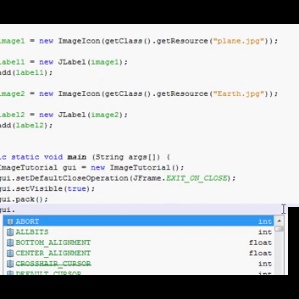 image1 = new ImageIcon(getClass().getResource("plane.jpg"));
label1 = new JLabel(image1);
add(label1);
image2 = new ImageIcon(getClass().getResource("Earth.jpg"));
label2 = new JLabel(image2);
add(label2);
ic static void main (String args[]) {
ImageTutorial gui = new ImageTutorial();
gui.setDefaultCloseOperation(JFrame.EXIT_ON_CLOSE);
gui.setVisible(true);
gui.pack();
gui.
ABORT int
ALLBITS int
BOTTOM_ALIGNMENT float
CENTER_ALIGNMENT float
CROSSHAIR_CURSOR int
DEFAULT_CURSOR int